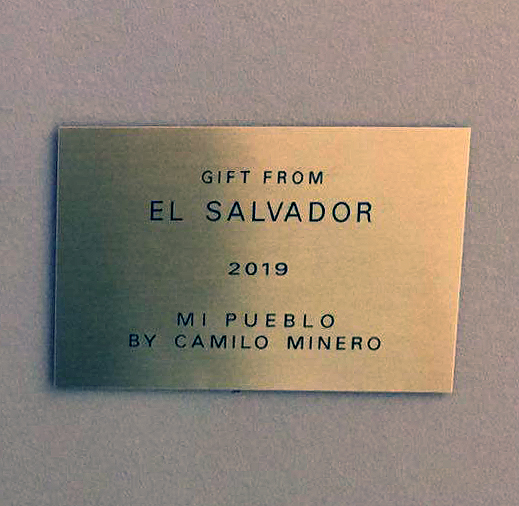 GIFT FROM
EL SALVADOR
2019
MI PUEBLO
BY CAMILO MINERO